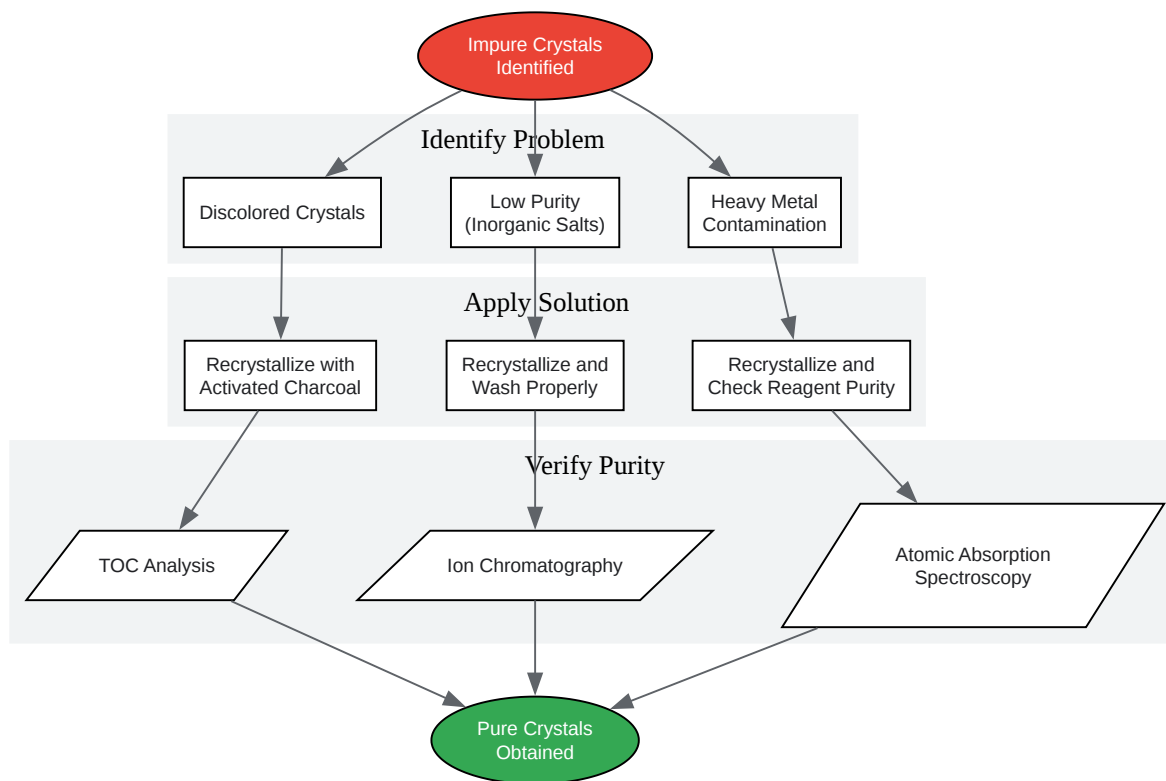 Impure Crystals
Identified
Identify Problem
Discolored Crystals
Low Purity
(Inorganic Salts)
Heavy Metal
Contamination
Apply Solution
Recrystallize with
Activated Charcoal
Recrystallize and
Wash Properly
Recrystallize and
Check Reagent Purity
Verify Purity
TOC Analysis
Ion Chromatography
Atomic Absorption
Spectroscopy
Pure Crystals
Obtained